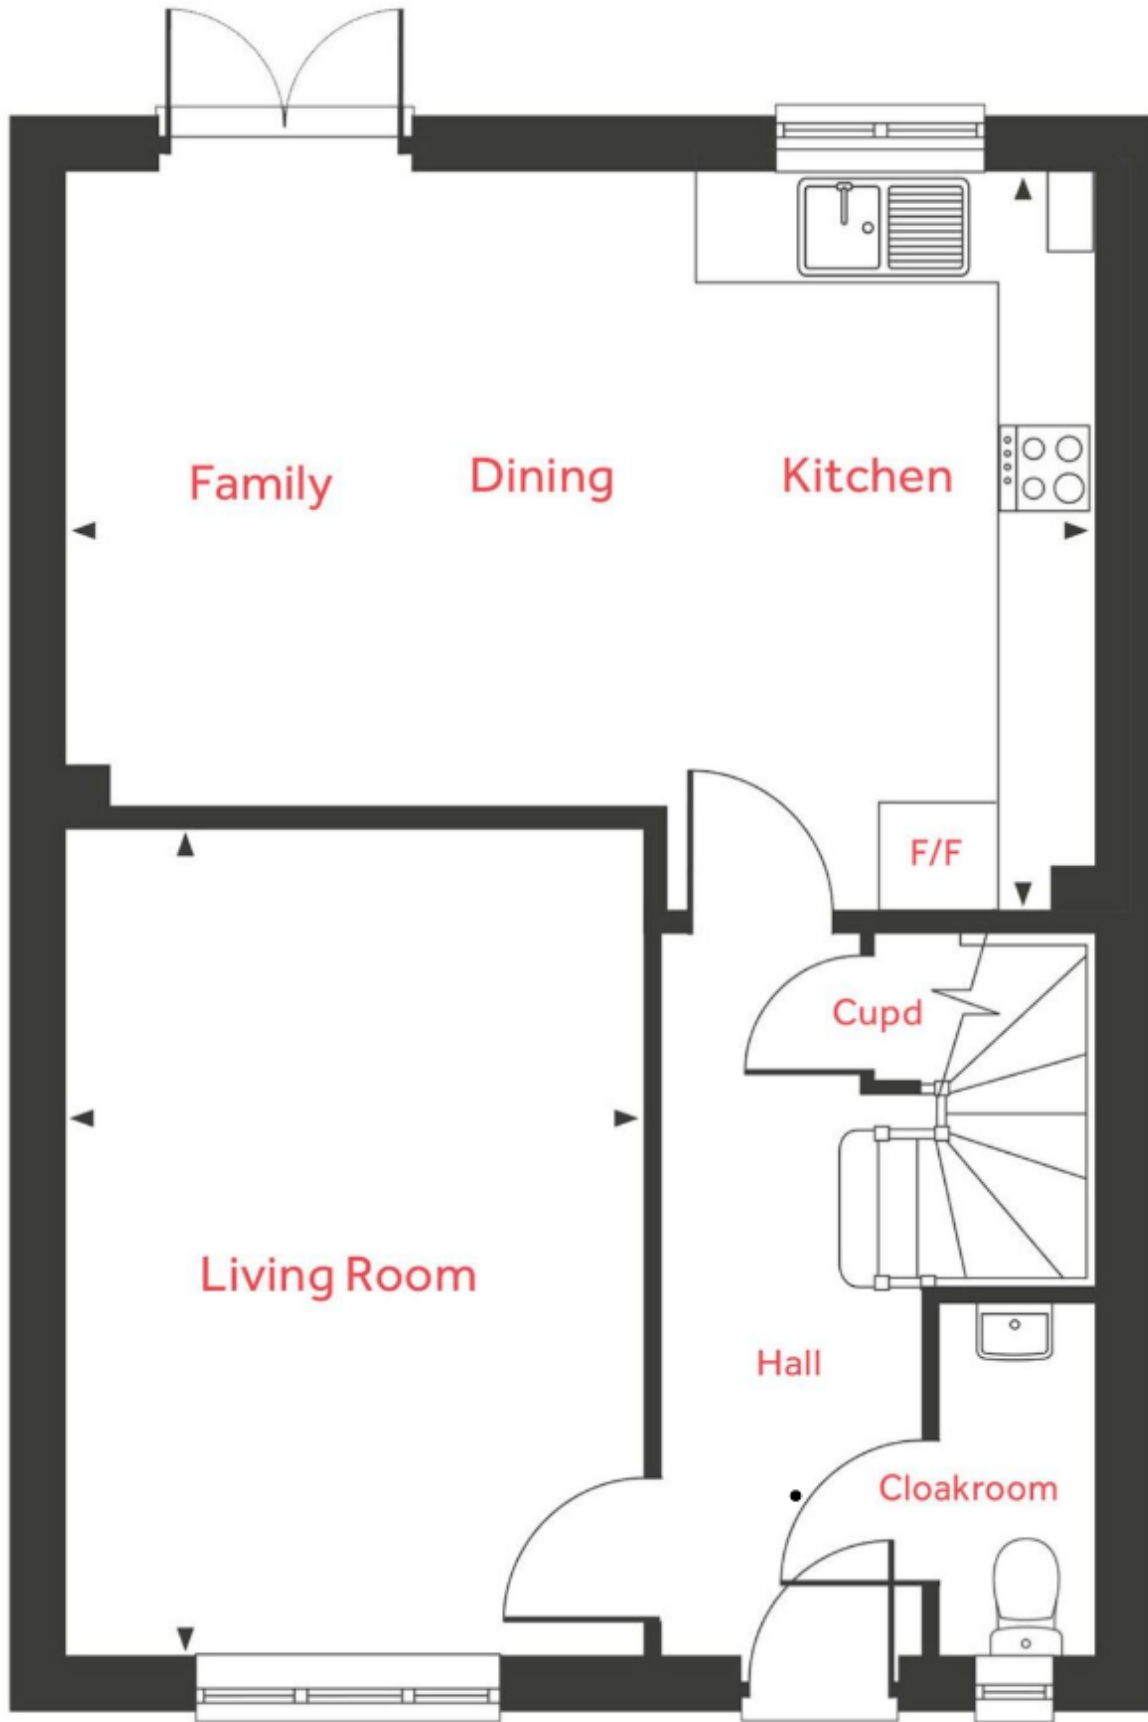 Family
Dining
Kitchen
F/F
Cupd
Living Room
Hall
Cloakroom